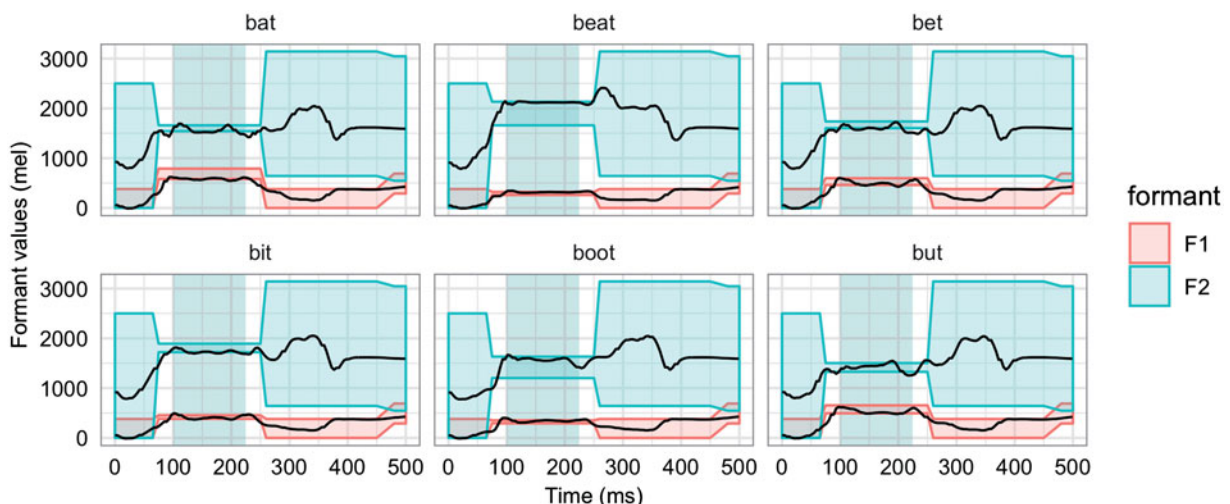 bat beat bet
3000
2000
1000
0
bit boot but
3000
2000
1000
0
0 100 200 300 400 500 0 100 200 300 400 500 0 100 200 300 400 500
Time (ms)
Formant values (mel)
formant
F1
F2